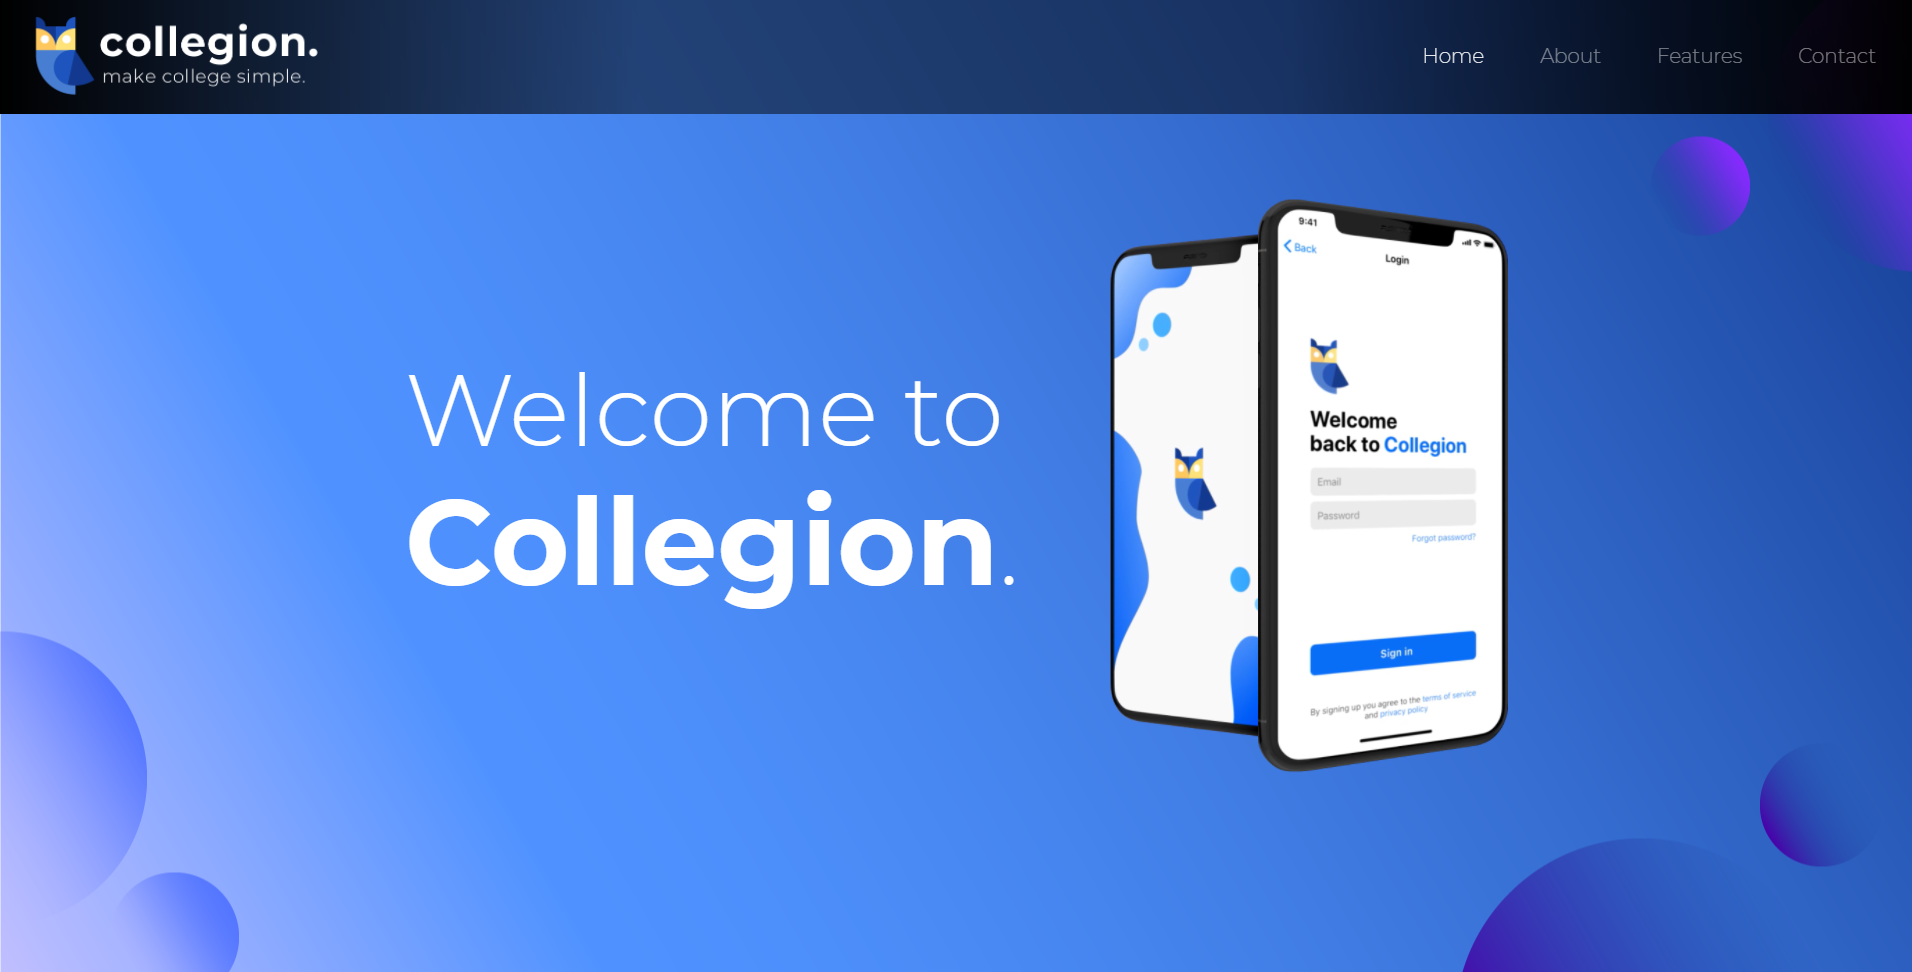 collegion.
make college simple.
Home About Features Contact
Welcome to
Collegion.
9:41
Back
Login
Welcome
back to Collegion
Email
Password
Forgot password?
Sign in
By signing up you agree to the terms of service
and privacy policy